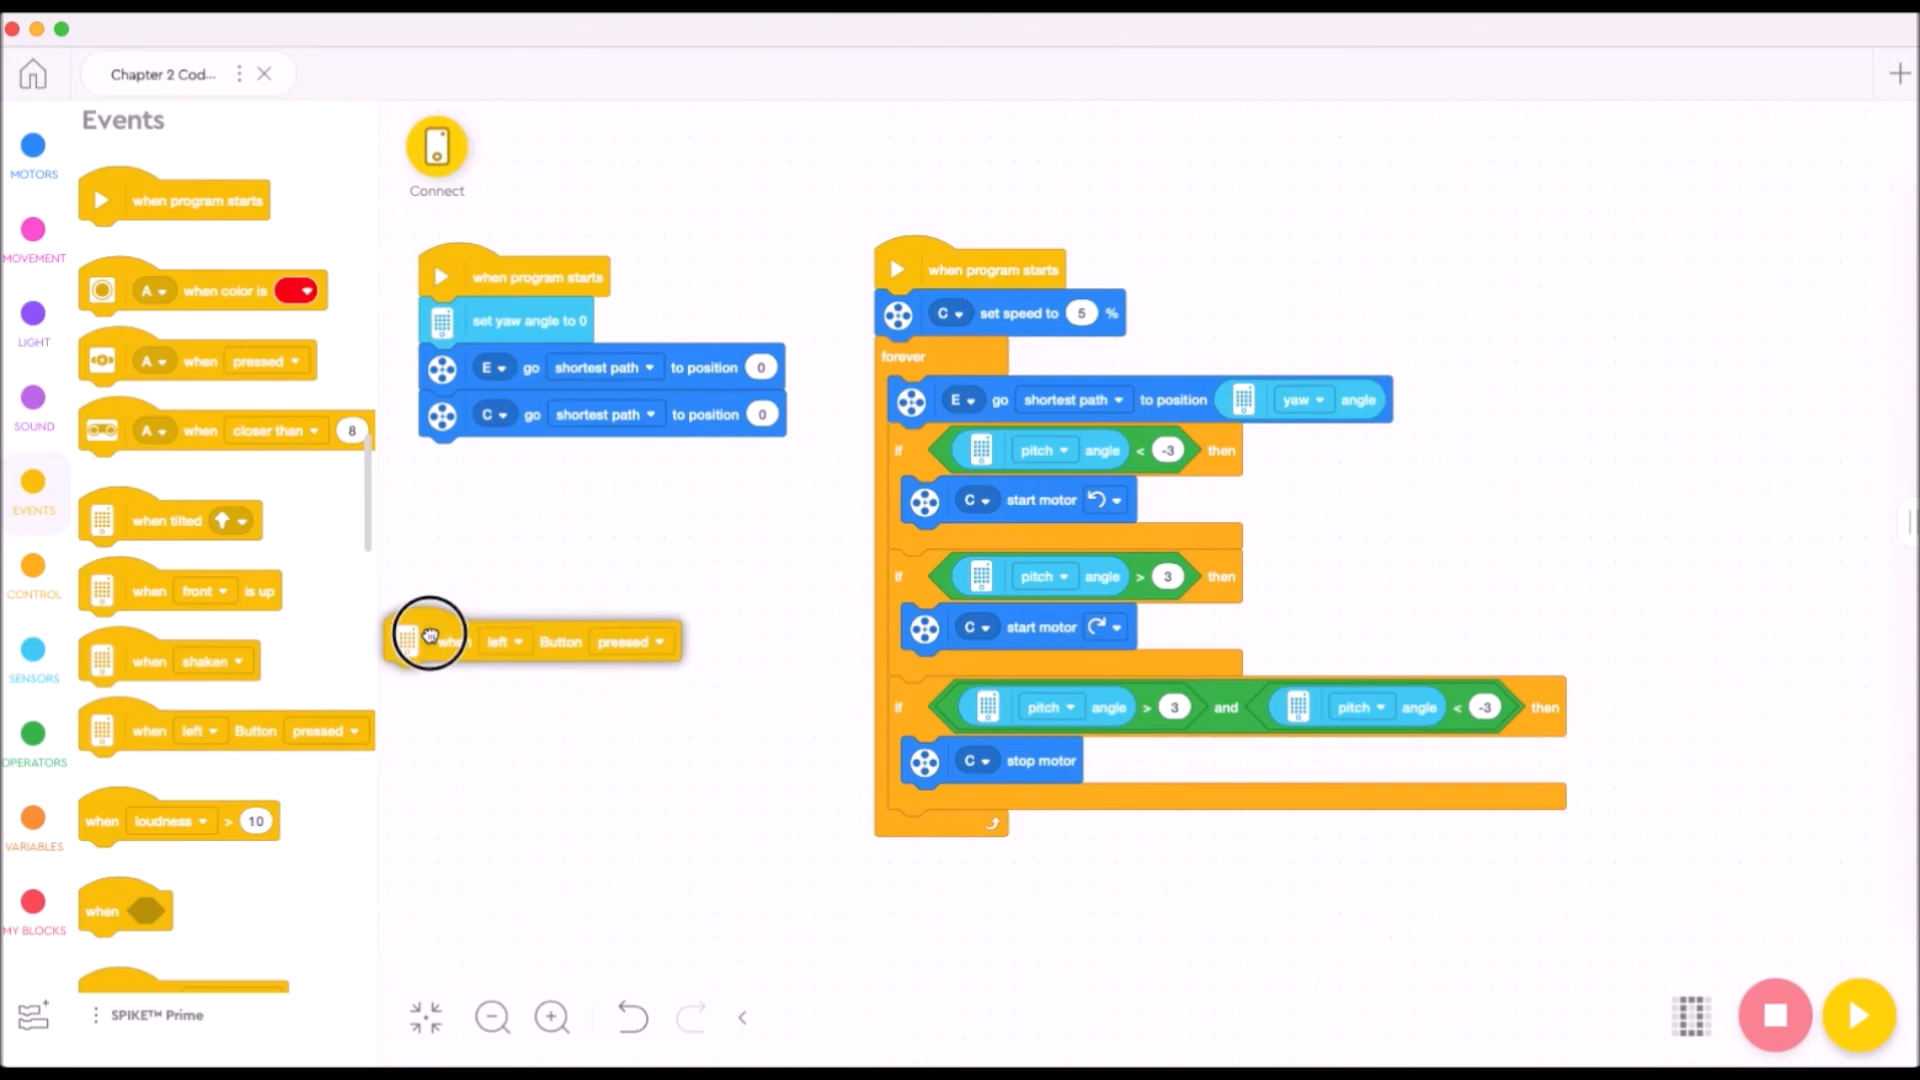 Chapter 2 Cod...
Events
MOTORS
MOVEMENT
LIGHT
SOUND
EVENTS
CONTROL
SENSORS
OPERATORS
VARIABLES
MY BLOCKS
when program starts
A when color is
A when pressed
A when closer than 8
when tilted
when front is up
when shaken
when left Button pressed
when loudness > 10
when
SPIKE™ Prime
Connect
when program starts
set yaw angle to 0
E go shortest path to position 0
C go shortest path to position 0
when left Button pressed
when program starts
C set speed to 5 %
forever
E go shortest path to position yaw angle
if pitch angle < -3 then
C start motor
if pitch angle > 3 then
C start motor
if pitch angle > 3 and pitch angle < -3 then
C stop motor